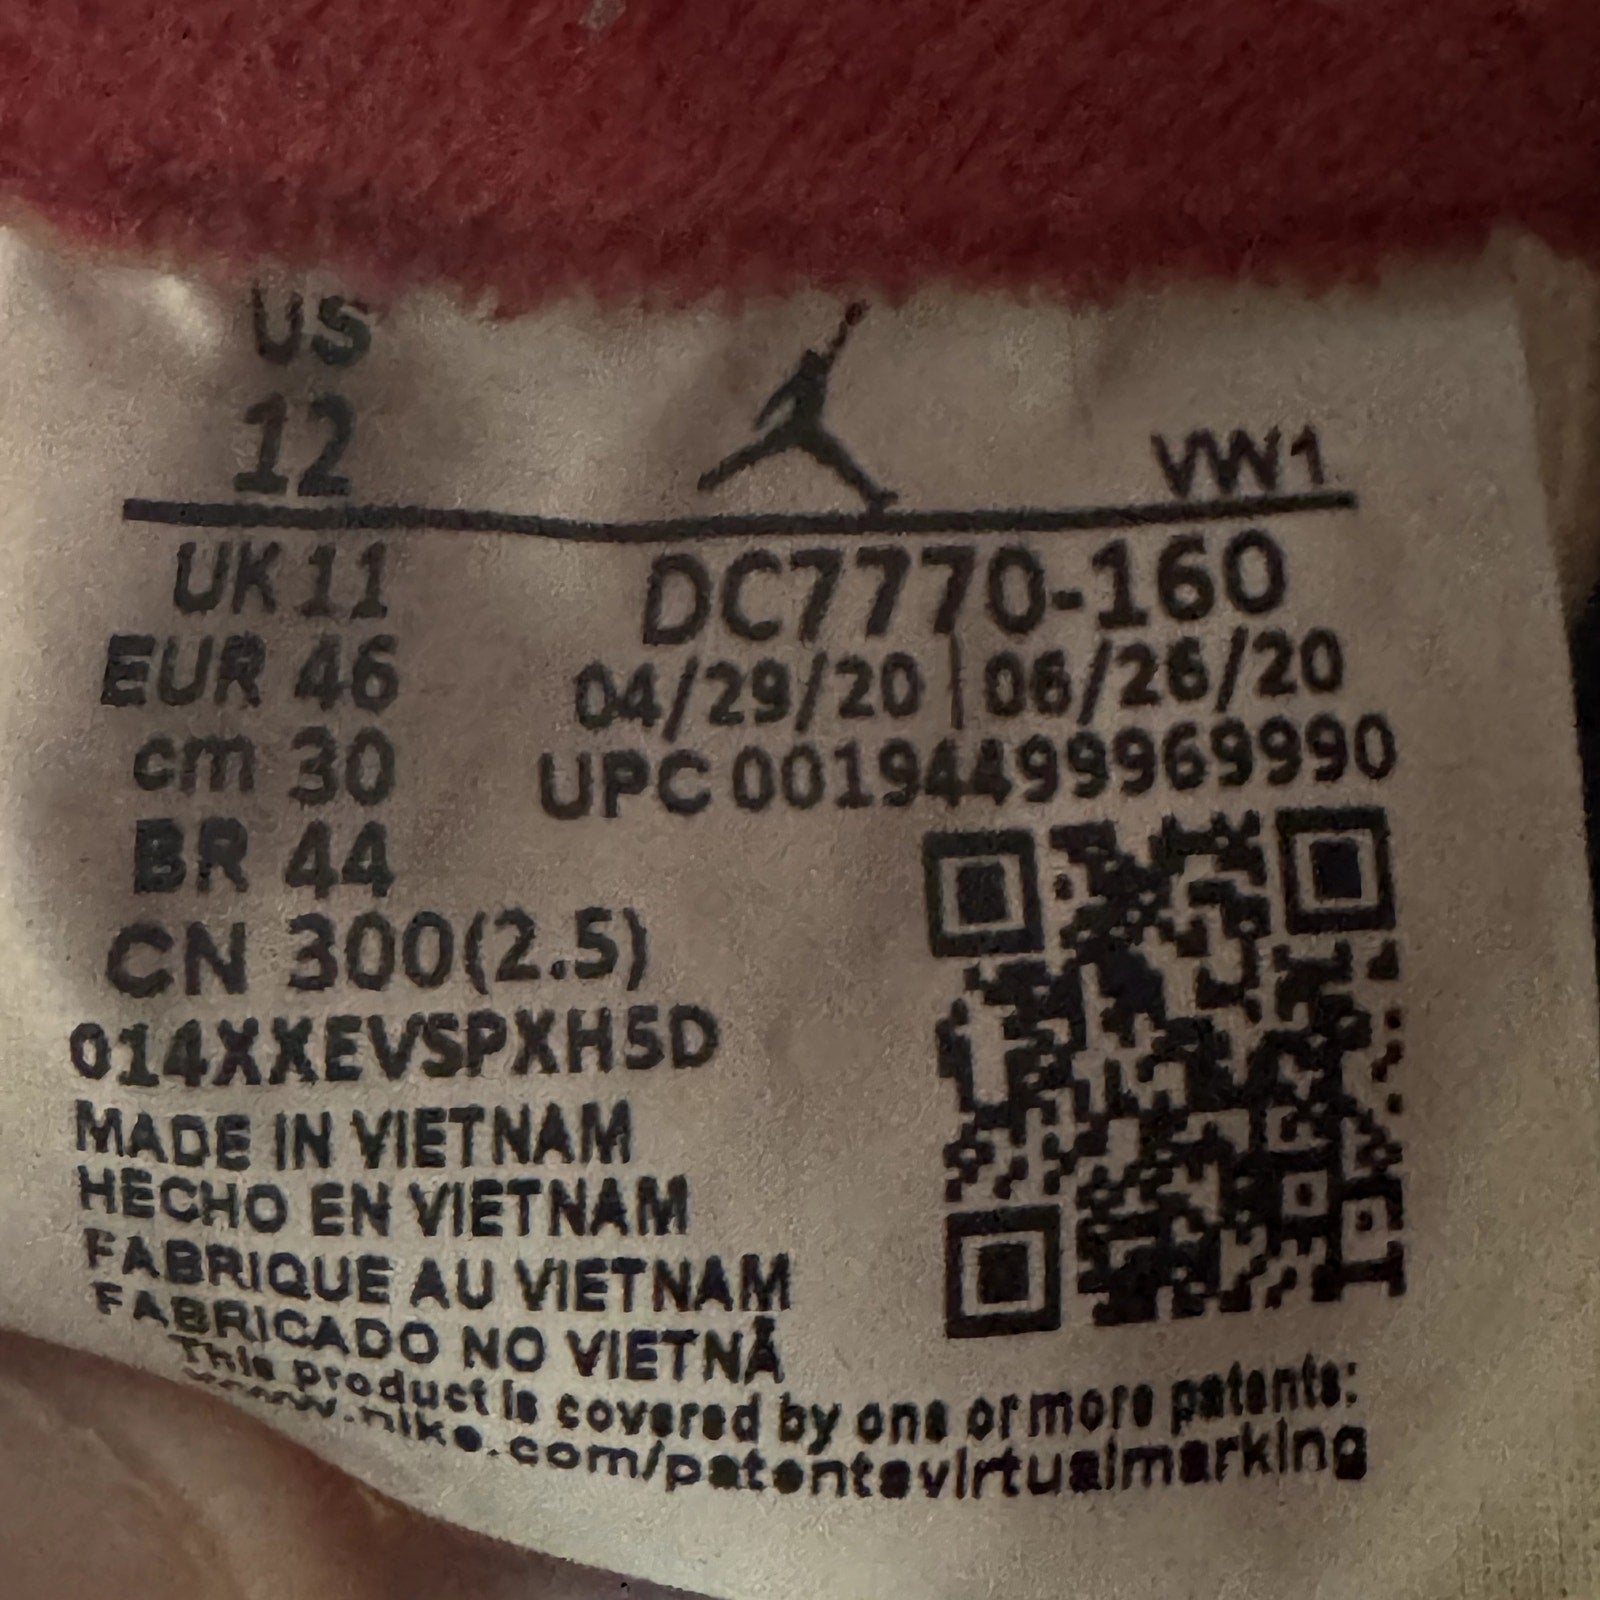 US
12
VW1
UK 11
DC7770-160
EUR 46
04/29/20 | 06/26/20
cm 30
UPC 00194499969990
BR 44
CN 300(2.5)
014XXEVSPXH5D
MADE IN VIETNAM
HECHO EN VIETNAM
FABRIQUE AU VIETNAM
FABRICADO NO VIETNÃ
This product is covered by one or more patents:
www.nike.com/patentsvirtualmarking